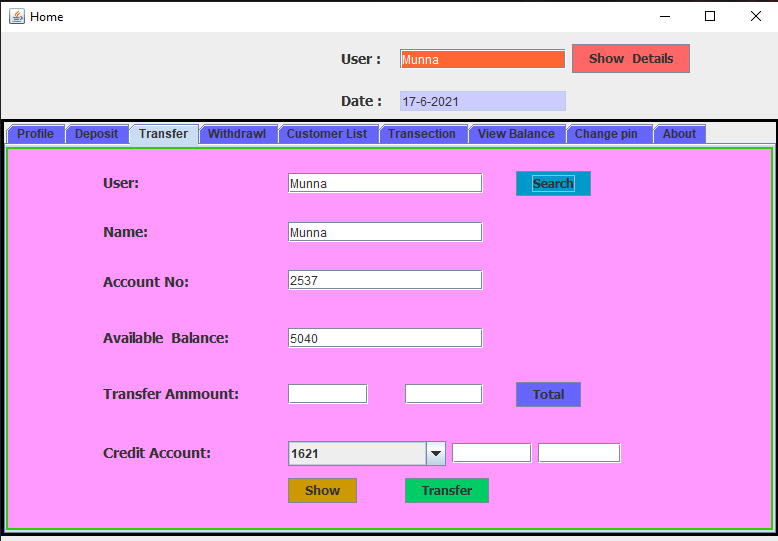 Home
User : Munna Show Details
Date : 17-6-2021
Profile Deposit Transfer Withdrawl Customer List Transection View Balance Change pin About
User: Munna Search
Name: Munna
Account No: 2537
Available Balance: 5040
Transfer Ammount: Total
Credit Account: 1621
Show Transfer